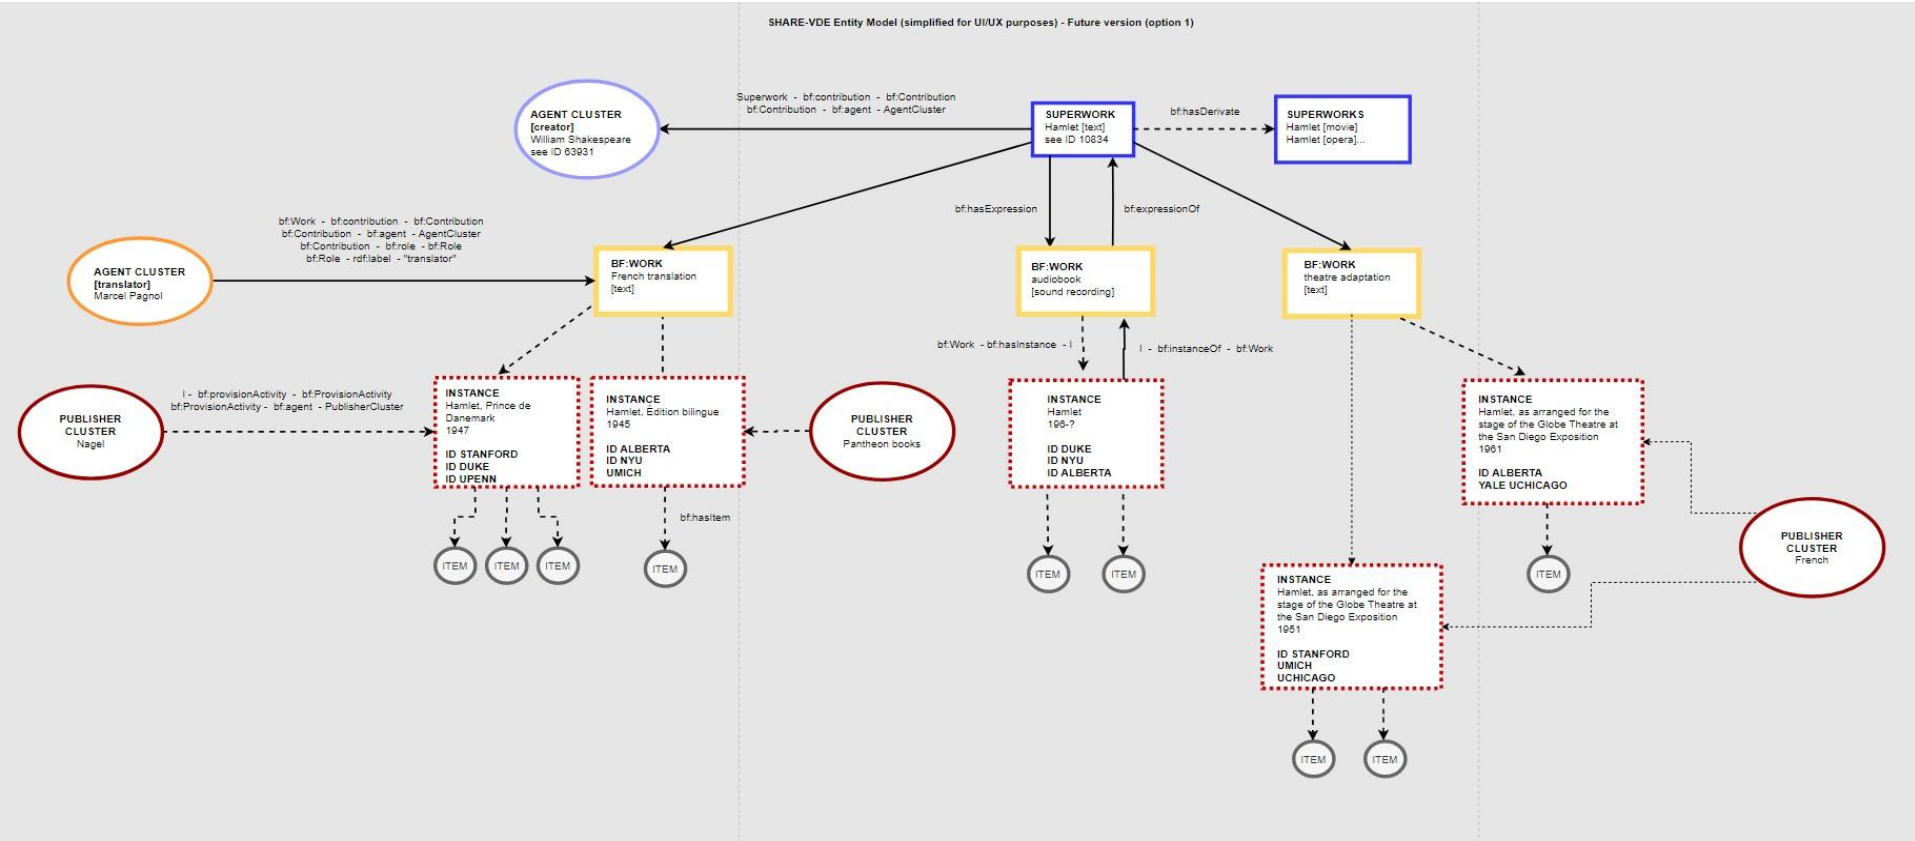 SHARE-VDE Entity Model (simplified for UI/UX purposes) - Future version (option 1)
AGENT CLUSTER
[creator]
William Shakespeare
see ID 63931
Superwork - bf:contribution - bf:Contribution
bf:Contribution - bf:agent - AgentCluster
SUPERWORK
Hamlet [text]
see ID 10834
bf:hasDerivate
SUPERWORKS
Hamlet [movie]
Hamlet [opera]...
bf:Work - bf:contribution - bf:Contribution
bf:Contribution - bf:agent - AgentCluster
bf:Contribution - bf:role - bf:Role
bf:Role - rdf:label - "translator"
bf:hasExpression
bf:expressionOf
AGENT CLUSTER
[translator]
Marcel Pagnol
BF:WORK
French translation
[text]
BF:WORK
audiobook
[sound recording]
BF:WORK
theatre adaptation
[text]
bf:Work - bf:hasInstance - I
I - bf:instanceOf - bf:Work
PUBLISHER
CLUSTER
Nagel
I - bf:provisionActivity - bf:ProvisionActivity
bf:ProvisionActivity - bf:agent - PublisherCluster
INSTANCE
Hamlet, Prince de
Danemark
1947
ID STANFORD
ID DUKE
ID UPENN
INSTANCE
Hamlet, Édition bilingue
1945
ID ALBERTA
ID NYU
UMICH
PUBLISHER
CLUSTER
Pantheon books
INSTANCE
Hamlet
196-?
ID DUKE
ID NYU
ID ALBERTA
INSTANCE
Hamlet, as arranged for the
stage of the Globe Theatre at
the San Diego Exposition
1961
ID ALBERTA
YALE UCHICAGO
bf:hasItem
ITEM
ITEM
ITEM
ITEM
ITEM
ITEM
ITEM
PUBLISHER
CLUSTER
French
INSTANCE
Hamlet, as arranged for the
stage of the Globe Theatre at
the San Diego Exposition
1951
ID STANFORD
UMICH
UCHICAGO
ITEM
ITEM